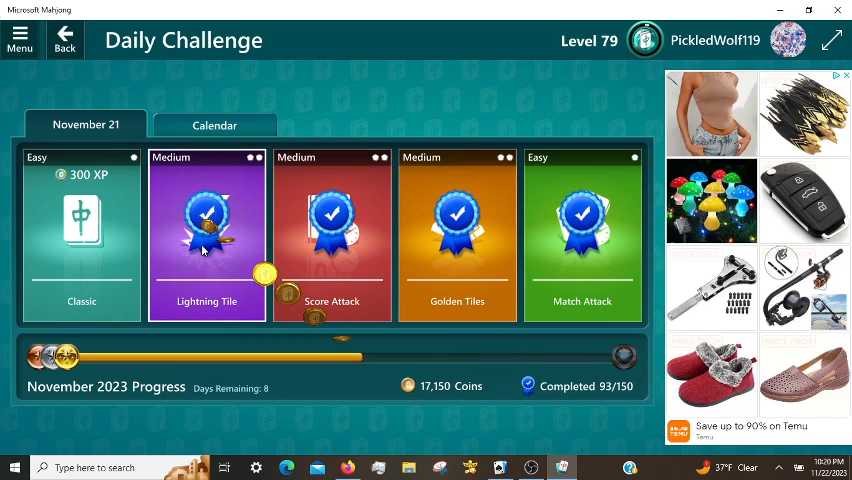 Microsoft Mahjong
Menu
Back
Daily Challenge
Level 79
PickledWolf119
November 21
Calendar
Easy
300 XP
中
Classic
Medium
Lightning Tile
Medium
Score Attack
Medium
Golden Tiles
Easy
Match Attack
November 2023 Progress
Days Remaining: 8
17,150 Coins
Completed 93/150
TEMU
Save up to 90% on Temu
Temu
Type here to search
37°F Clear
10:20 PM
11/22/2023